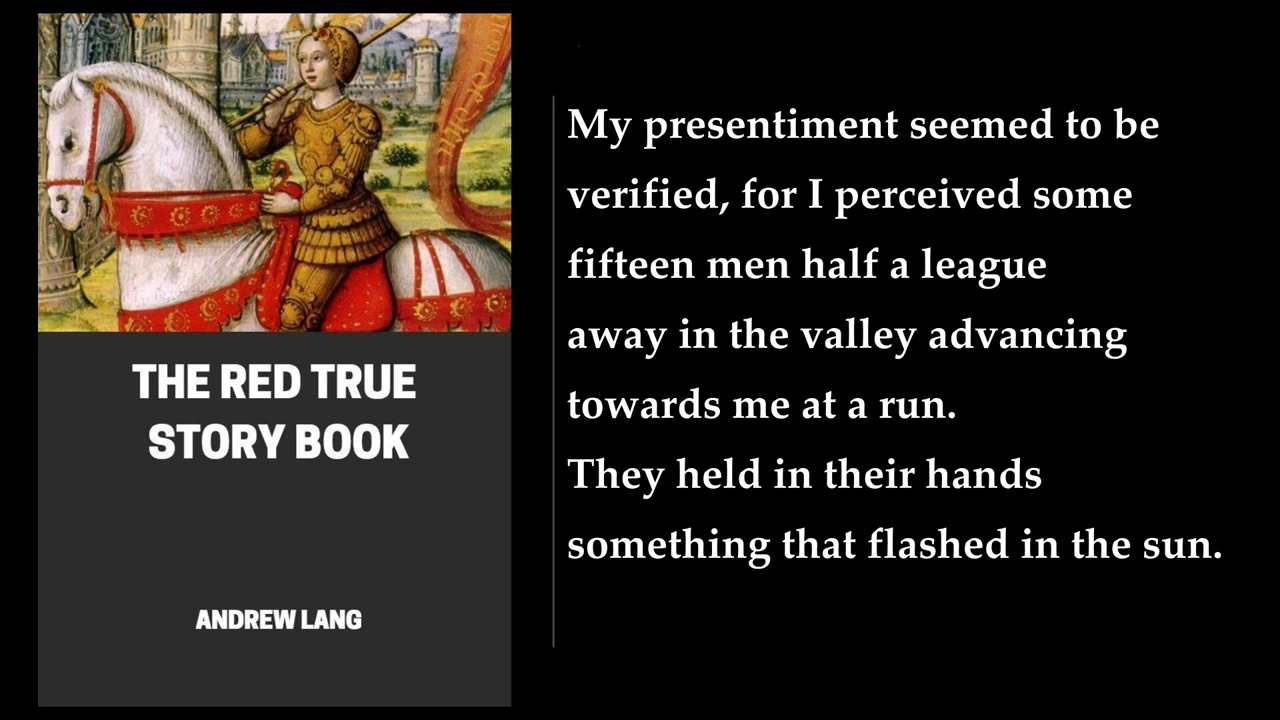 THE RED TRUE
STORY BOOK
ANDREW LANG
My presentiment seemed to be
verified, for I perceived some
fifteen men half a league
away in the valley advancing
towards me at a run.
They held in their hands
something that flashed in the sun.